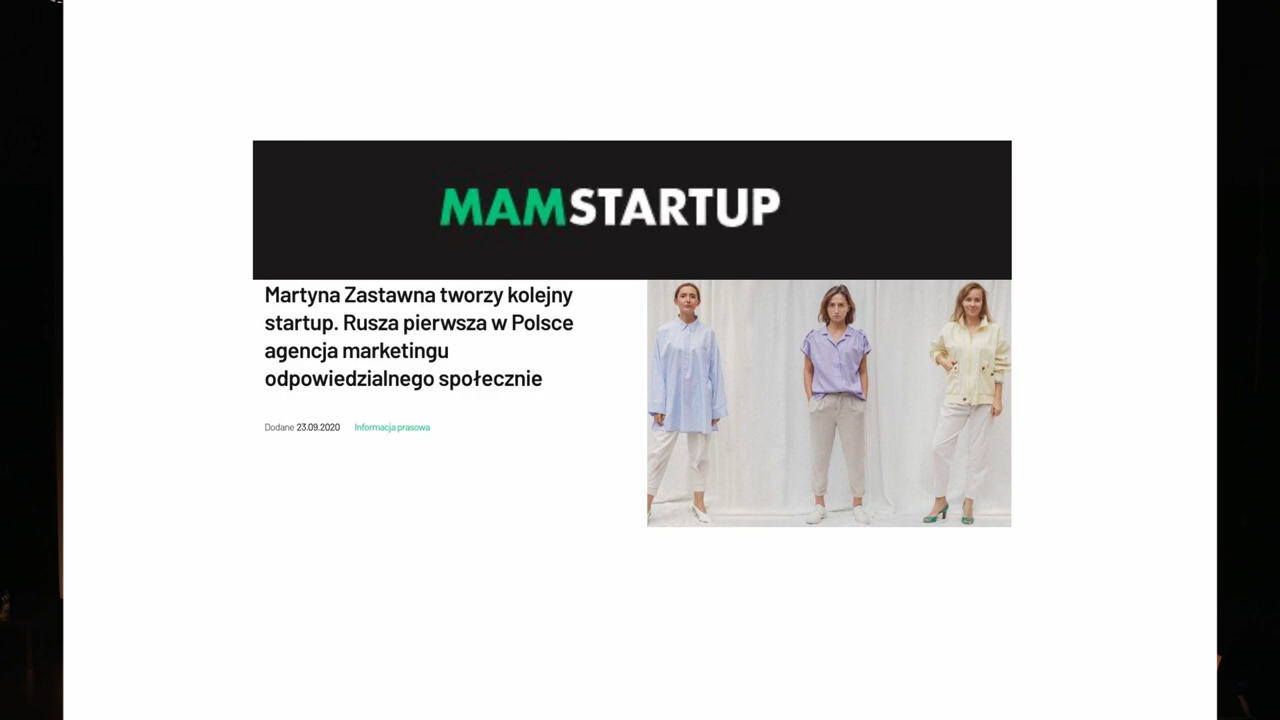 MAMSTARTUP
Martyna Zastawna tworzy kolejny
startup. Rusza pierwsza w Polsce
agencja marketingu
odpowiedzialnego społecznie
Dodane 23.09.2020 Informacja prasowa